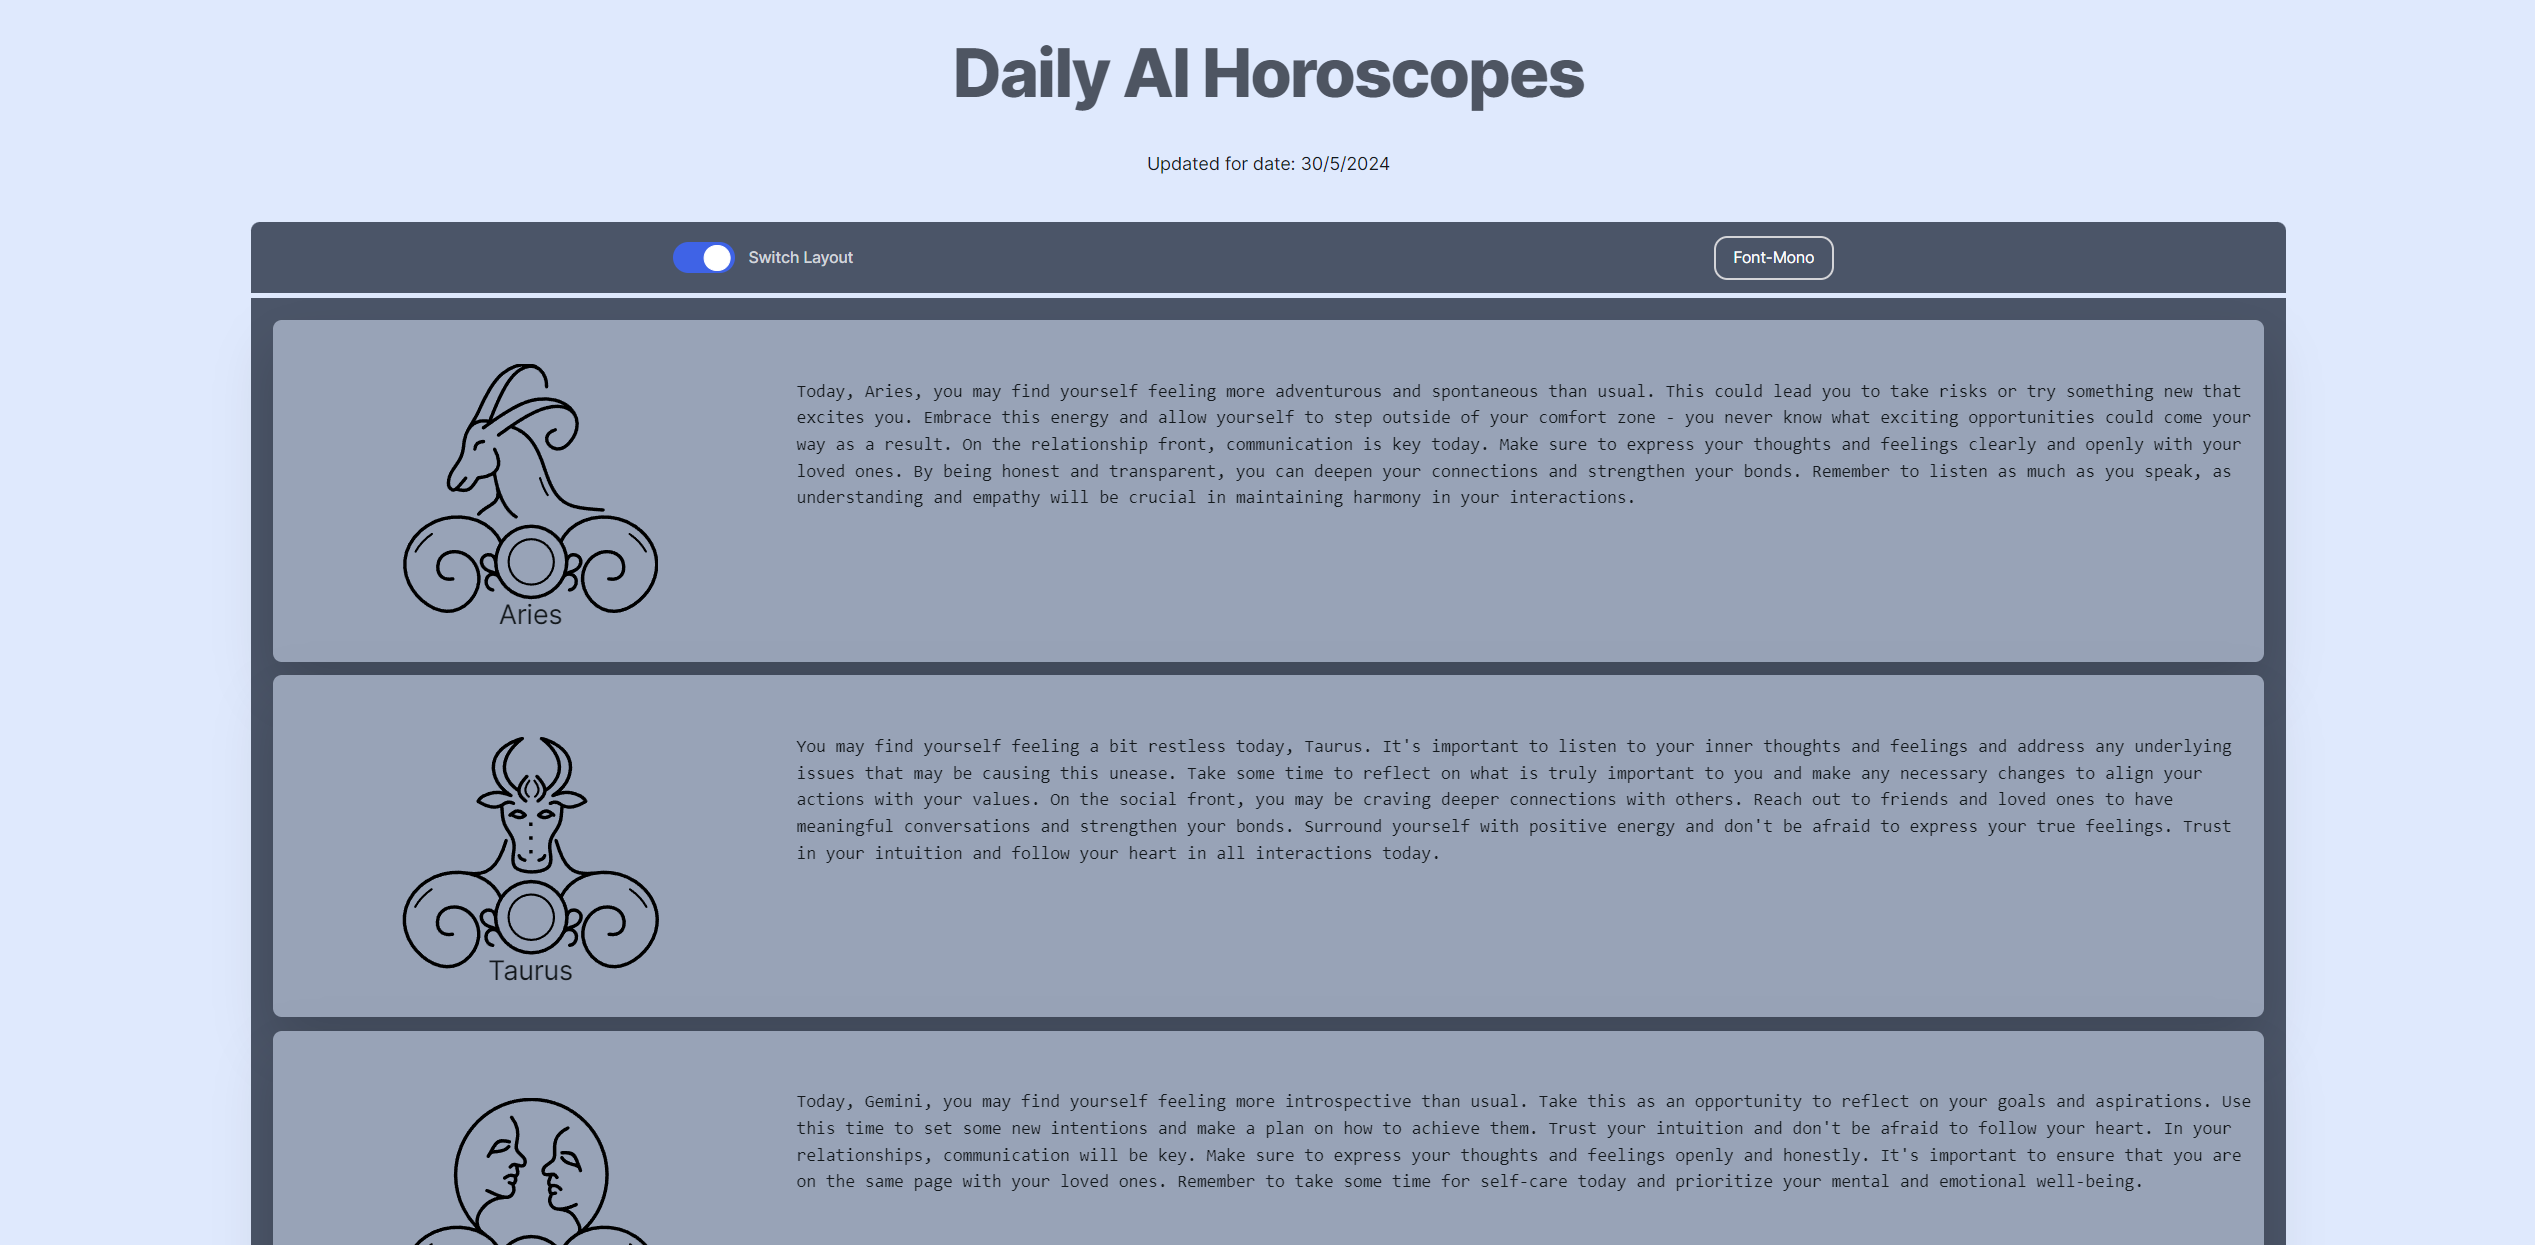 Daily AI Horoscopes
Updated for date: 30/5/2024
Switch Layout
Font-Mono
Today, Aries, you may find yourself feeling more adventurous and spontaneous than usual. This could lead you to take risks or try something new that
excites you. Embrace this energy and allow yourself to step outside of your comfort zone - you never know what exciting opportunities could come your
way as a result. On the relationship front, communication is key today. Make sure to express your thoughts and feelings clearly and openly with your
loved ones. By being honest and transparent, you can deepen your connections and strengthen your bonds. Remember to listen as much as you speak, as
understanding and empathy will be crucial in maintaining harmony in your interactions.
Aries
You may find yourself feeling a bit restless today, Taurus. It's important to listen to your inner thoughts and feelings and address any underlying
issues that may be causing this unease. Take some time to reflect on what is truly important to you and make any necessary changes to align your
actions with your values. On the social front, you may be craving deeper connections with others. Reach out to friends and loved ones to have
meaningful conversations and strengthen your bonds. Surround yourself with positive energy and don't be afraid to express your true feelings. Trust
in your intuition and follow your heart in all interactions today.
Taurus
Today, Gemini, you may find yourself feeling more introspective than usual. Take this as an opportunity to reflect on your goals and aspirations. Use
this time to set some new intentions and make a plan on how to achieve them. Trust your intuition and don't be afraid to follow your heart. In your
relationships, communication will be key. Make sure to express your thoughts and feelings openly and honestly. It's important to ensure that you are
on the same page with your loved ones. Remember to take some time for self-care today and prioritize your mental and emotional well-being.